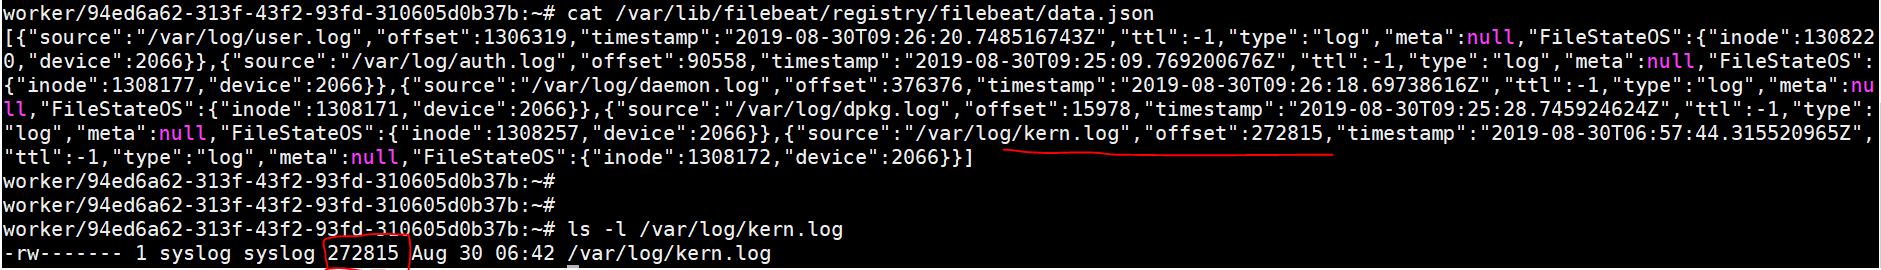 worker/94ed6a62-313f-43f2-93fd-310605d0b37b:~# cat /var/lib/filebeat/registry/filebeat/data.json
[{"source":"/var/log/user.log","offset":1306319,"timestamp":"2019-08-30T09:26:20.748516743Z","ttl":-1,"type":"log","meta":null,"FileStateOS":{"inode":130822
0,"device":2066}},{"source":"/var/log/auth.log","offset":90558,"timestamp":"2019-08-30T09:25:09.769200676Z","ttl":-1,"type":"log","meta":null,"FileStateOS":
{"inode":1308177,"device":2066}},{"source":"/var/log/daemon.log","offset":376376,"timestamp":"2019-08-30T09:26:18.69738616Z","ttl":-1,"type":"log","meta":nu
ll,"FileStateOS":{"inode":1308171,"device":2066}},{"source":"/var/log/dpkg.log","offset":15978,"timestamp":"2019-08-30T09:25:28.745924624Z","ttl":-1,"type":
"log","meta":null,"FileStateOS":{"inode":1308257,"device":2066}},{"source":"/var/log/kern.log","offset":272815,"timestamp":"2019-08-30T06:57:44.315520965Z",
"ttl":-1,"type":"log","meta":null,"FileStateOS":{"inode":1308172,"device":2066}}]
worker/94ed6a62-313f-43f2-93fd-310605d0b37b:~#
worker/94ed6a62-313f-43f2-93fd-310605d0b37b:~#
worker/94ed6a62-313f-43f2-93fd-310605d0b37b:~# ls -l /var/log/kern.log
-rw------- 1 syslog syslog 272815 Aug 30 06:42 /var/log/kern.log